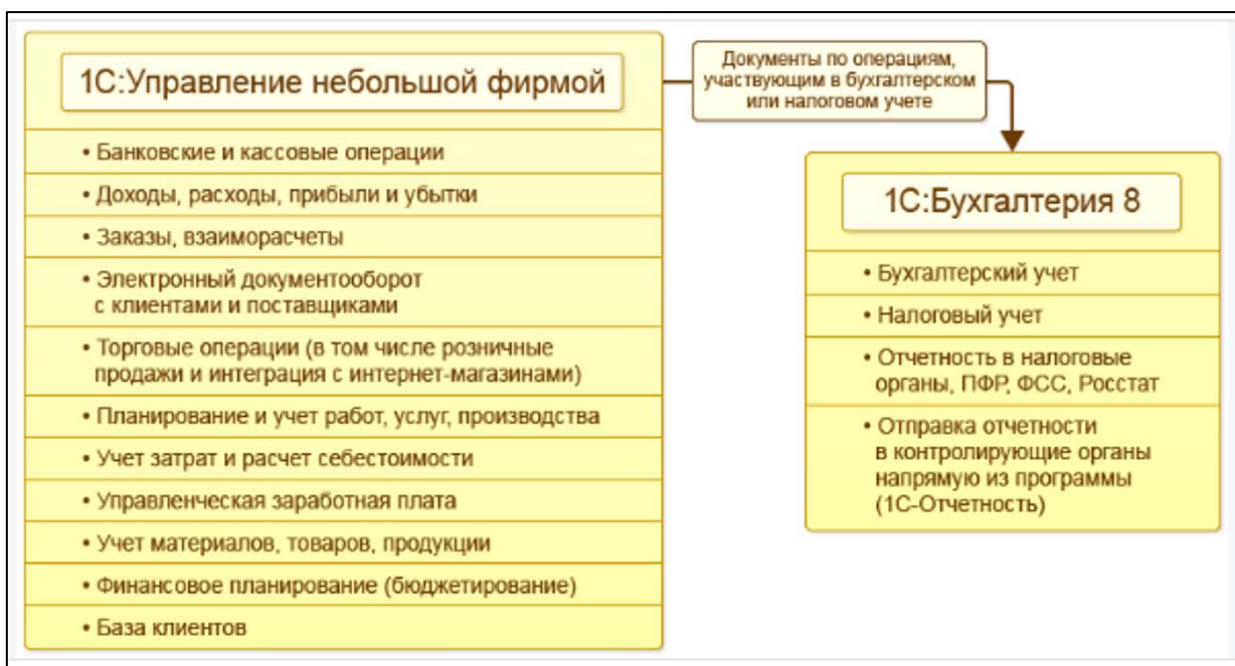 1С:Управление небольшой фирмой
• Банковские и кассовые операции
• Доходы, расходы, прибыли и убытки
• Заказы, взаиморасчеты
• Электронный документооборот
с клиентами и поставщиками
• Торговые операции (в том числе розничные
продажи и интеграция с интернет-магазинами)
• Планирование и учет работ, услуг, производства
• Учет затрат и расчет себестоимости
• Управленческая заработная плата
• Учет материалов, товаров, продукции
• Финансовое планирование (бюджетирование)
• База клиентов
Документы по операциям,
участвующим в бухгалтерском
или налоговом учете
1С:Бухгалтерия 8
• Бухгалтерский учет
• Налоговый учет
• Отчетность в налоговые
органы, ПФР, ФСС, Росстат
• Отправка отчетности
в контролирующие органы
напрямую из программы
(1С-Отчетность)